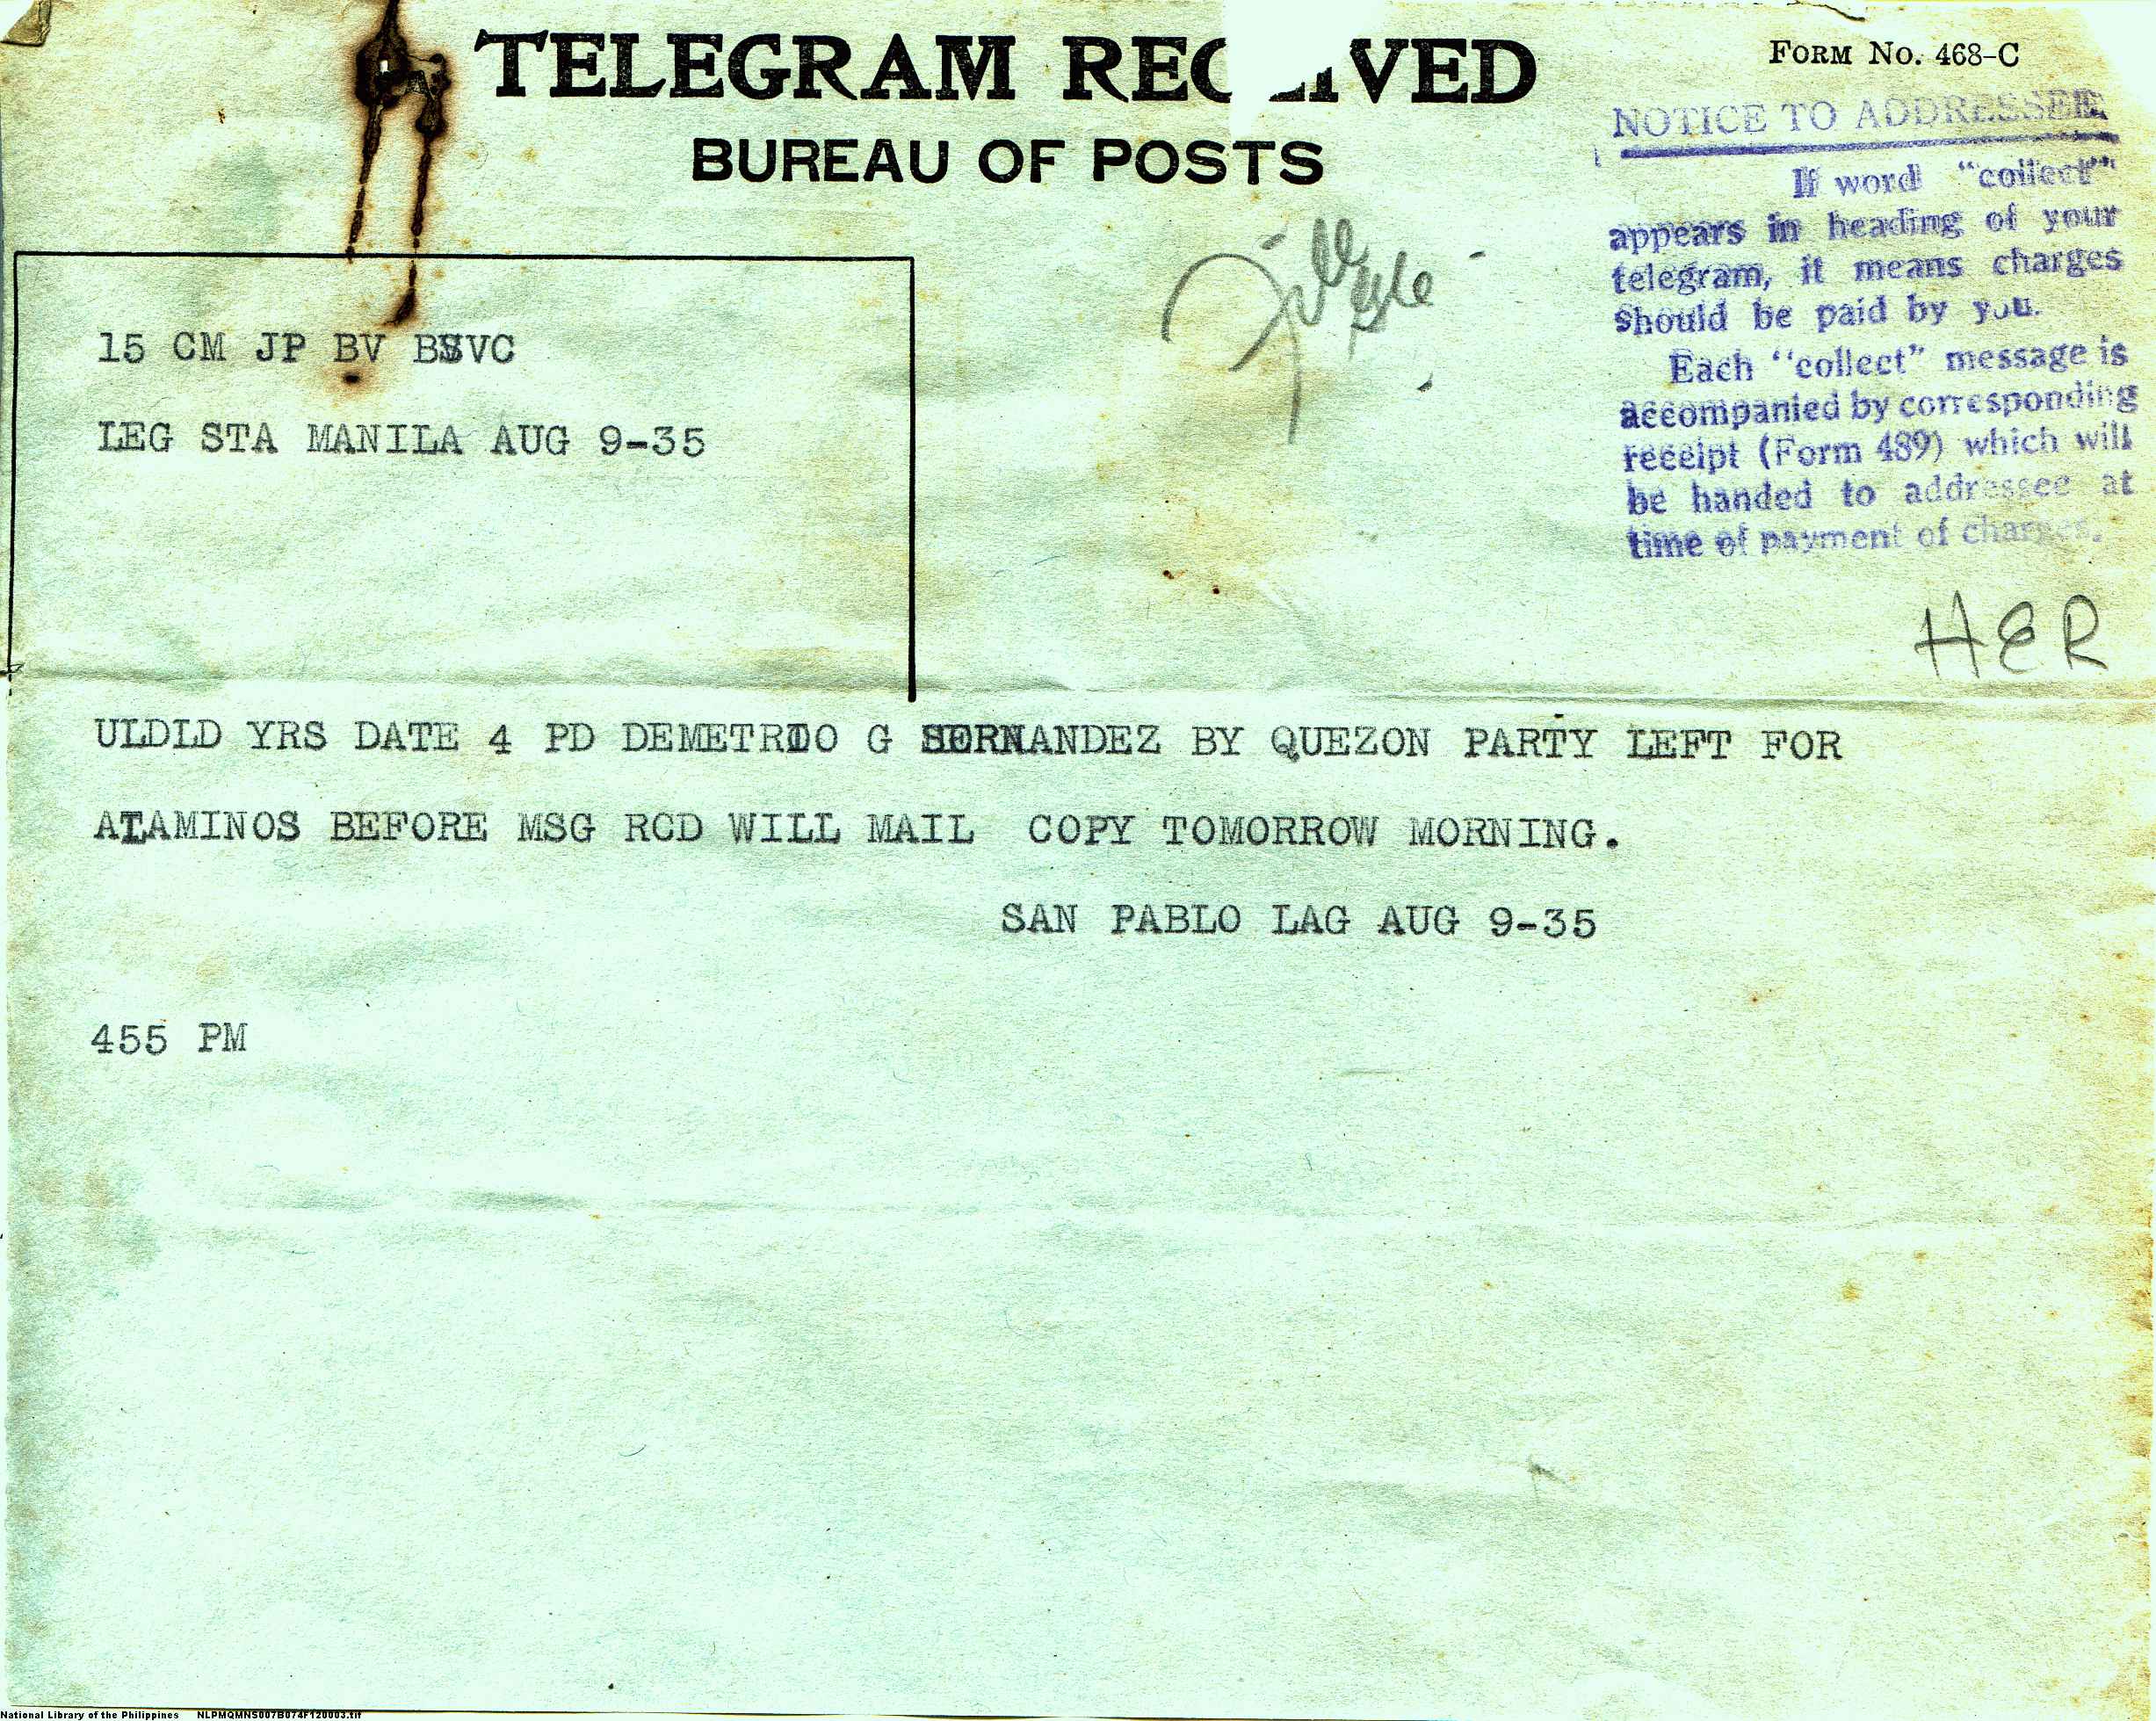 TELEGRAM RECEIVED
BUREAU OF POSTS
FORM NO. 468-C
NOTICE TO ADDRESSEE
If word "collect"
appears in heading of your
telegram, it means charges
should be paid by you.
Each "collect" message is
accompanied by corresponding
receipt (Form 489) which will
be handed to addressee at
time of payment of charges.
15 CM JP BV SVC
LEG STA MANILA AUG 9-35
HER
ULDLD YRS DATE 4 PD DEMETRIO G HERNANDEZ BY QUEZON PARTY LEFT FOR
ALAMINOS BEFORE MSG RCD WILL MAIL COPY TOMORROW MORNING.
SAN PABLO LAG AUG 9-35
455 PM
National Library of the Philippines NLPMQMNS007B074F120003.tif